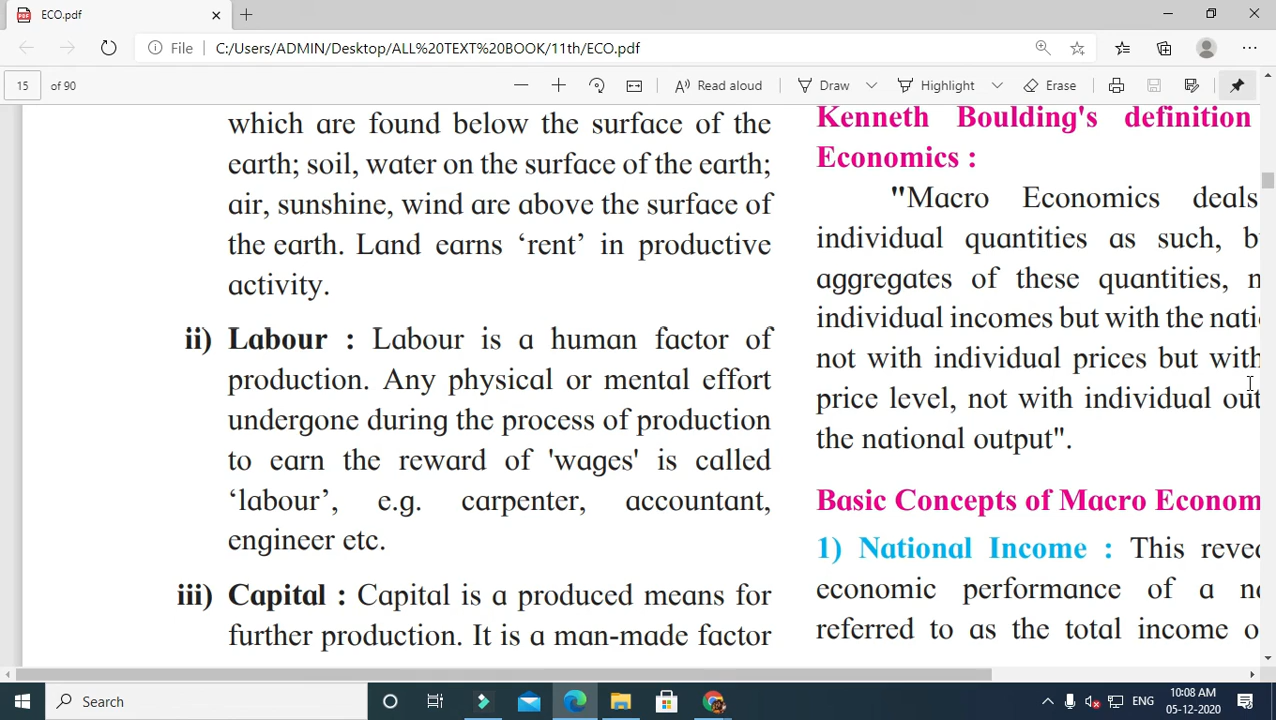 ECO.pdf
File
C:/Users/ADMIN/Desktop/ALL%20TEXT%20BOOK/11th/ECO.pdf
15 of 90
Read aloud
Draw
Highlight
Erase
which are found below the surface of the
earth; soil, water on the surface of the earth;
air, sunshine, wind are above the surface of
the earth. Land earns ‘rent’ in productive
activity.
ii) Labour : Labour is a human factor of
production. Any physical or mental effort
undergone during the process of production
to earn the reward of 'wages' is called
‘labour’, e.g. carpenter, accountant,
engineer etc.
iii) Capital : Capital is a produced means for
further production. It is a man-made factor
Kenneth Boulding's definition
Economics :
"Macro Economics deals
individual quantities as such,
aggregates of these quantities,
individual incomes but with the
not with individual prices but with
price level, not with individual
the national output".
Basic Concepts of Macro
1) National Income : This
economic performance of a
referred to as the total income
Search
ENG
10:08 AM
05-12-2020